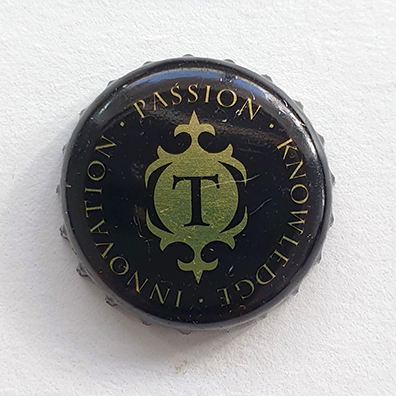 INNOVATION · PASSION · KNOWLEDGE ·
T